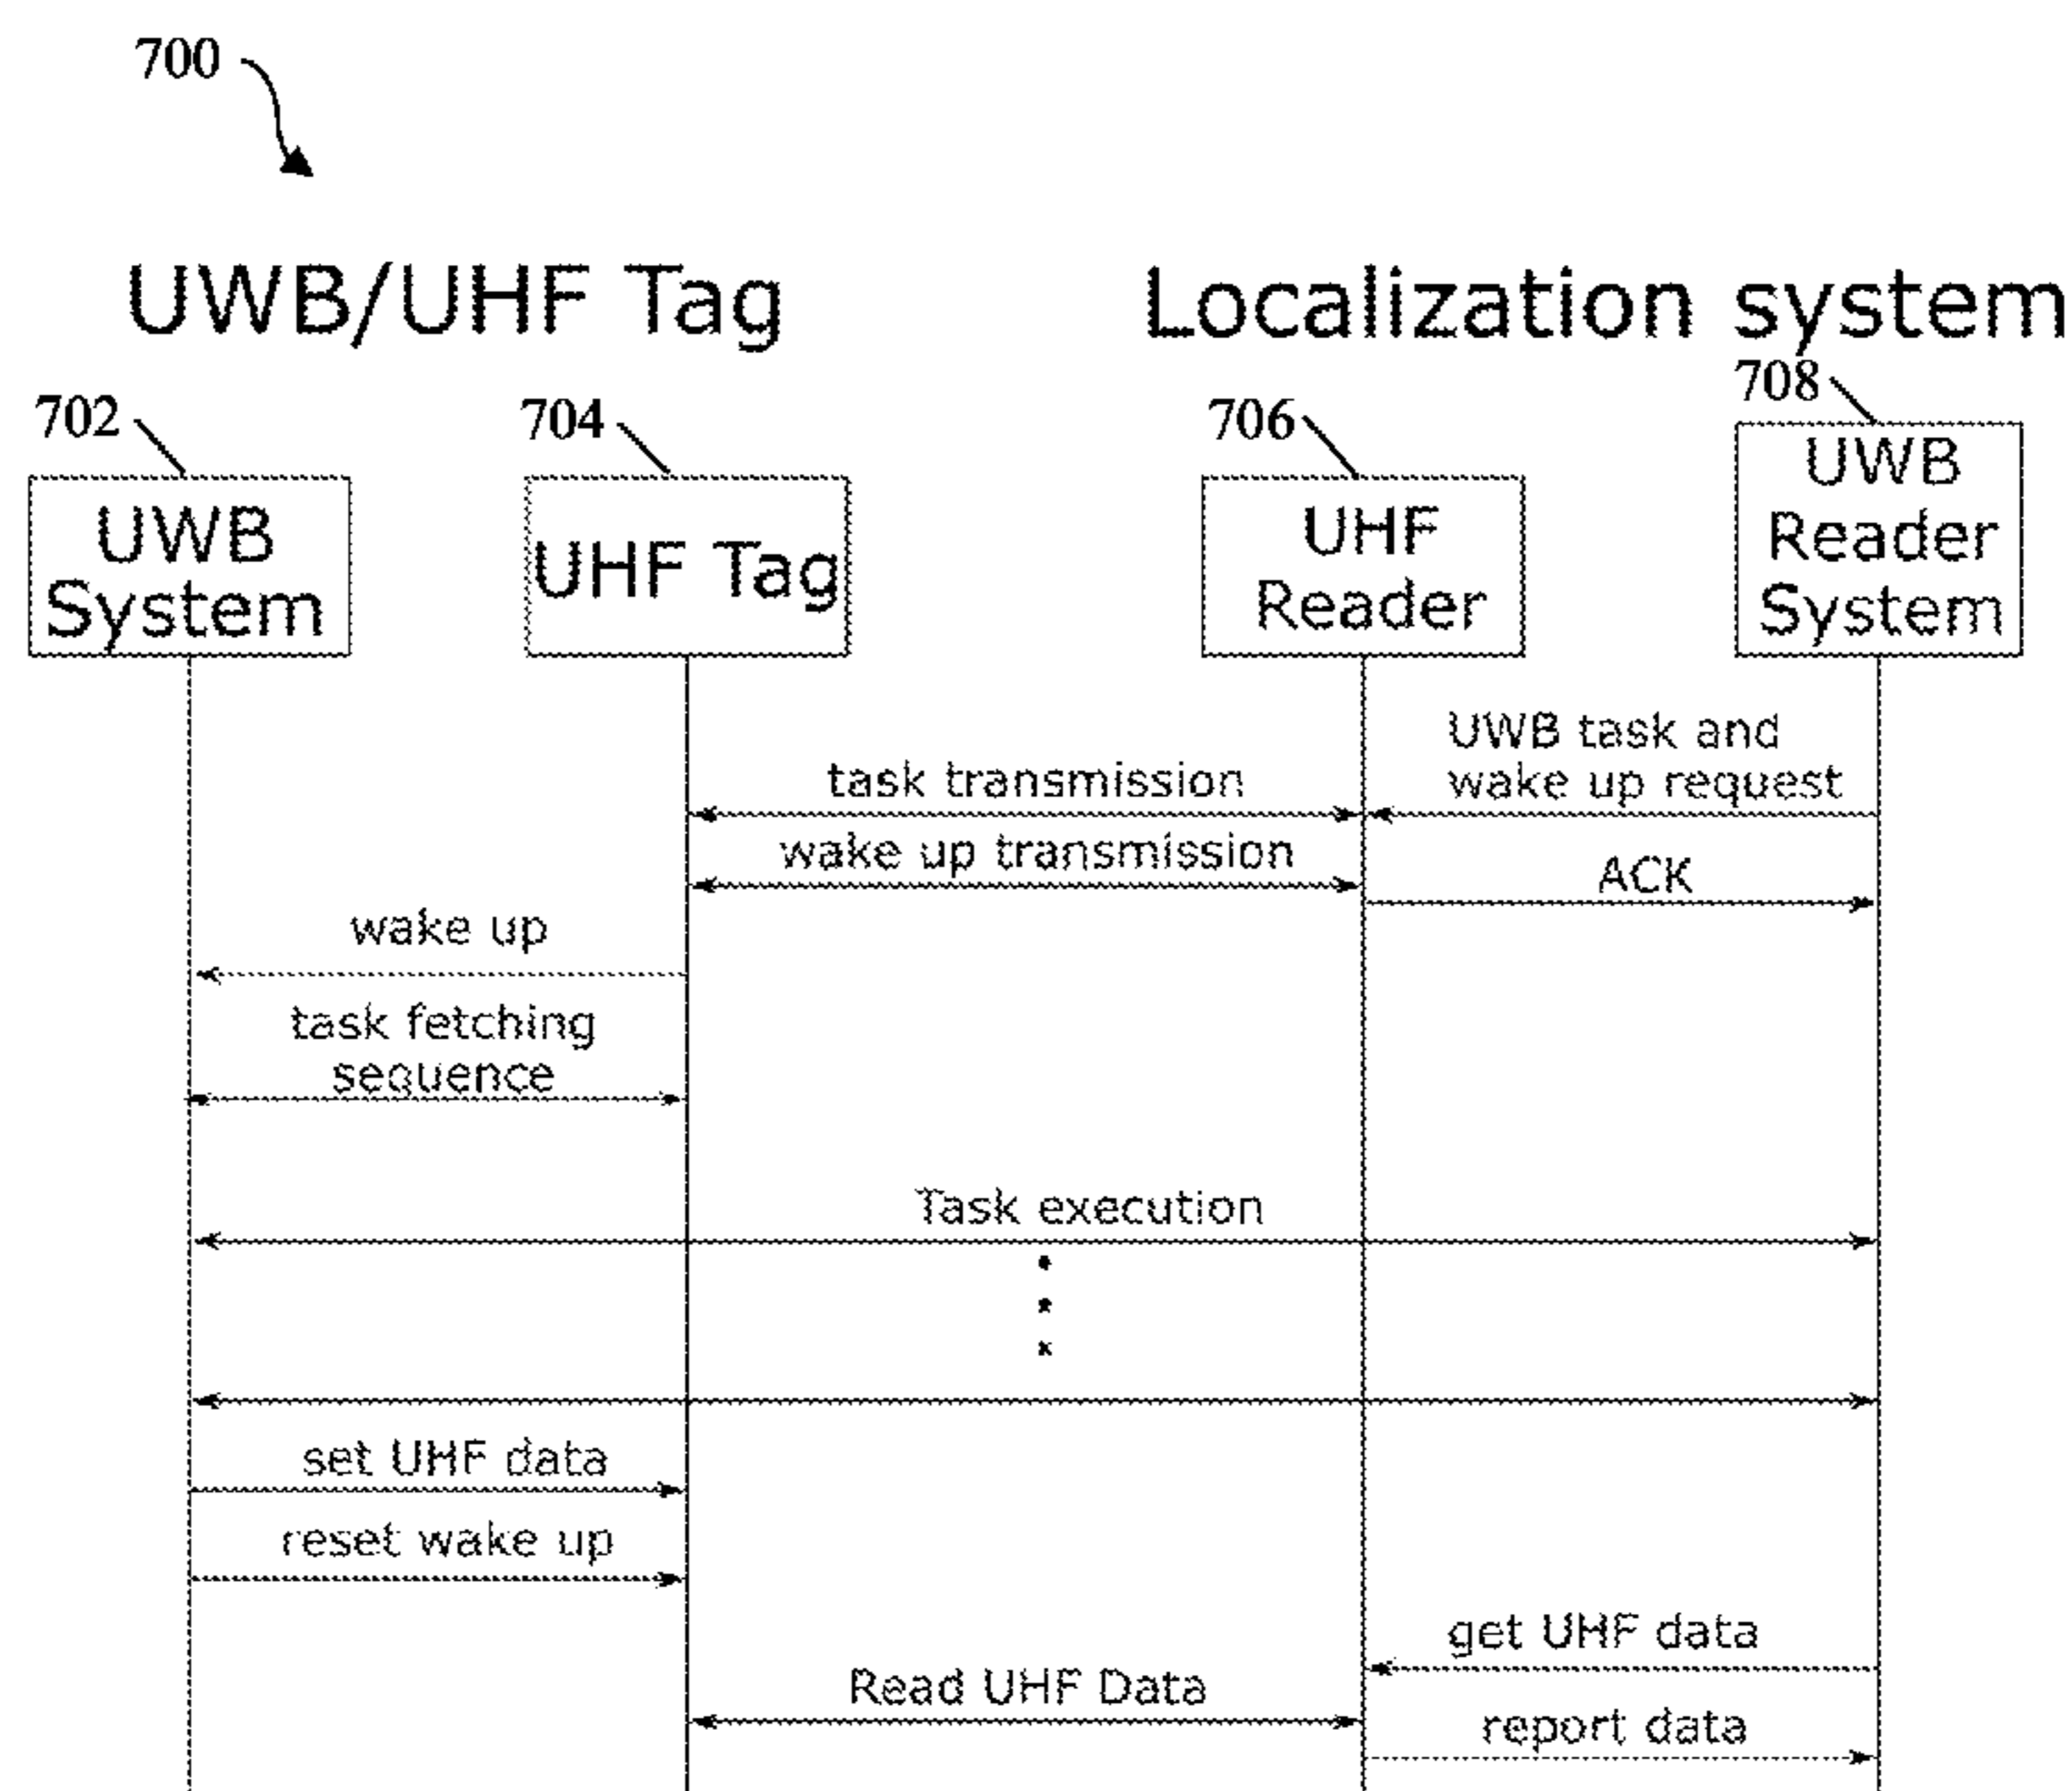 700
UWB/UHF Tag
Localization system
702
704
706
708
UWB
System
UHF Tag
UHF
Reader
UWB
Reader
System
UWB task and
wake up request
task transmission
wake up transmission
ACK
wake up
task fetching
sequence
Task execution
set UHF data
reset wake up
get UHF data
Read UHF Data
report data